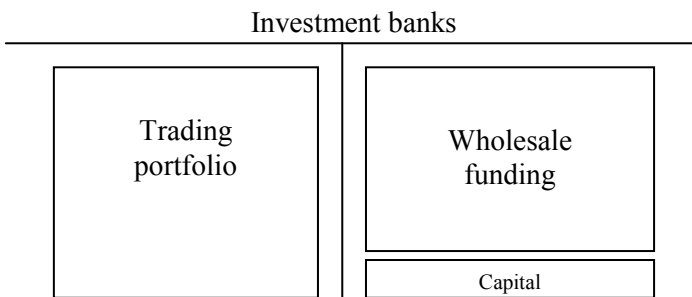 Investment banks
Trading
portfolio
Wholesale
funding
Capital